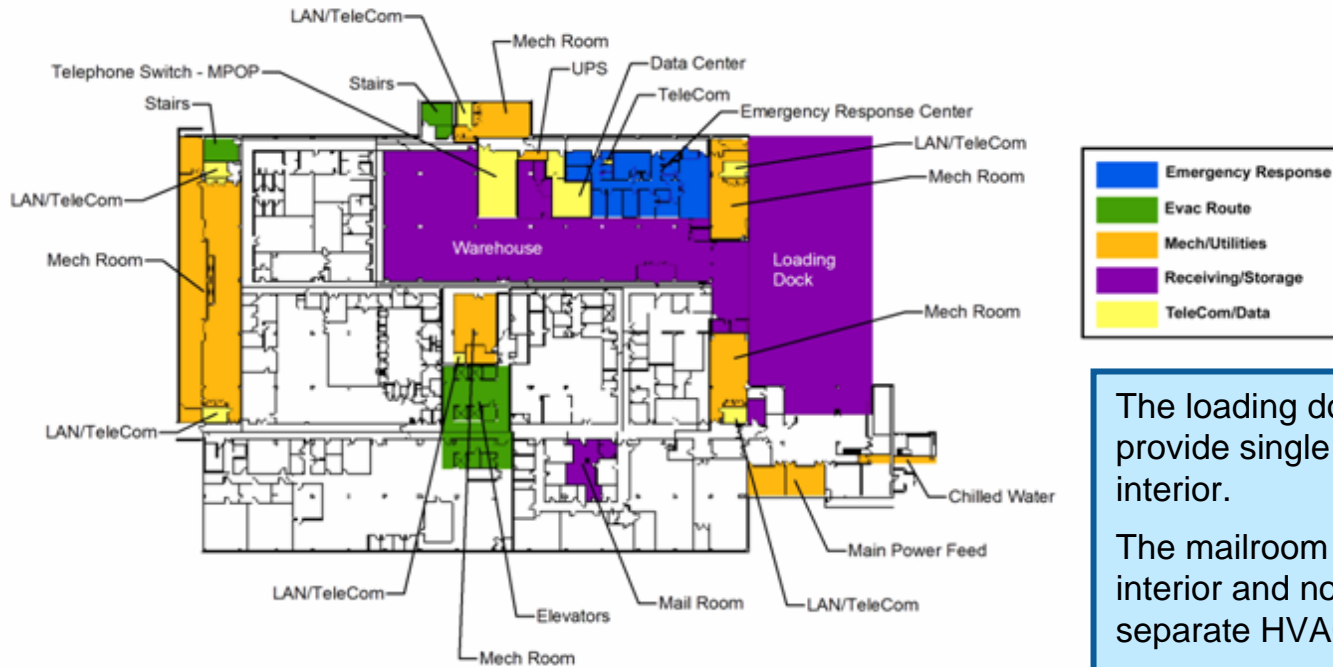 LAN/TeleCom
Mech Room
Telephone Switch - MPOP
UPS
Data Center
Stairs
TeleCom
Stairs
Emergency Response Center
LAN/TeleCom
LAN/TeleCom
Mech Room
Mech Room
Warehouse
Loading
Dock
Mech Room
LAN/TeleCom
Chilled Water
Main Power Feed
LAN/TeleCom
Elevators
Mail Room
LAN/TeleCom
Mech Room
Emergency Response
Evac Route
Mech/Utilities
Receiving/Storage
TeleCom/Data
The loading do
provide single
interior.
The mailroom
interior and no
separate HVA